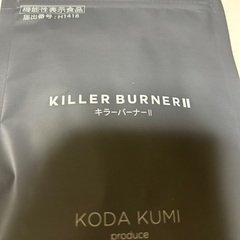 機能性表示食品
届出番号:H1418
KILLER BURNERII
キラーバーナーII
KODA KUMI
produce